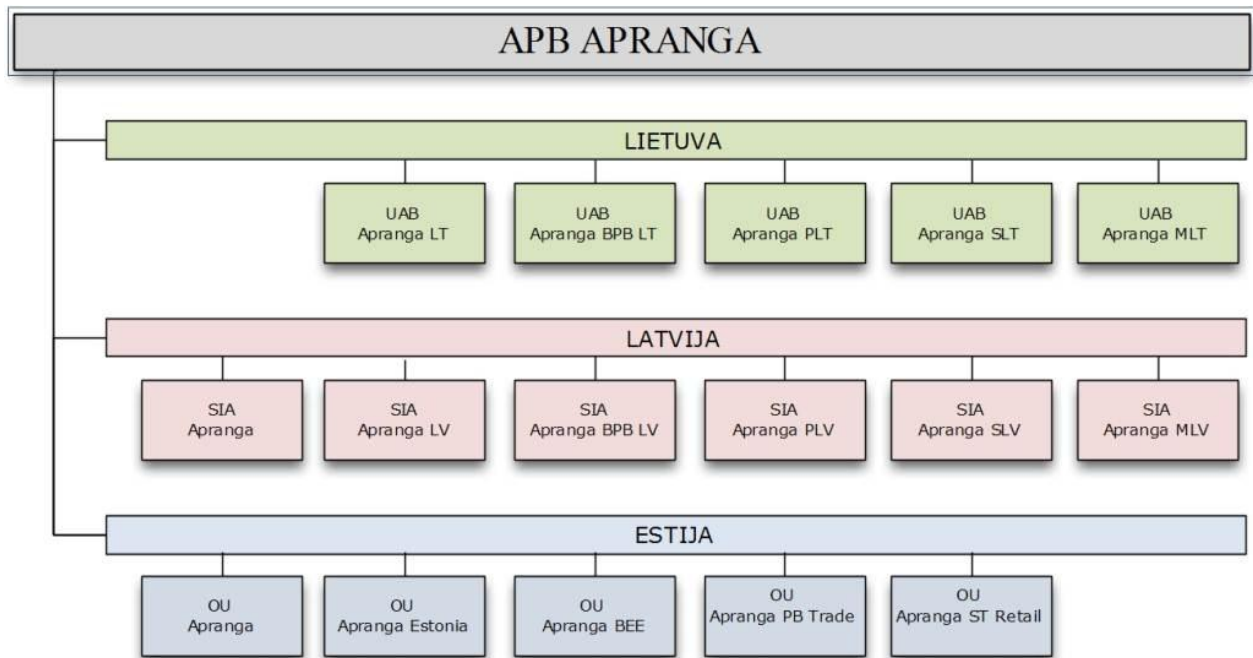 APB APRANGA
LIETUVA
UAB
Apranga LT
UAB
Apranga BPB LT
UAB
Apranga PLT
UAB
Apranga SLT
UAB
Apranga MLT
LATVIJA
SIA
Apranga
SIA
Apranga LV
SIA
Apranga BPB LV
SIA
Apranga PLV
SIA
Apranga SLV
SIA
Apranga MLV
ESTIJA
OU
Apranga
OU
Apranga Estonia
OU
Apranga BEE
OU
Apranga PB Trade
OU
Apranga ST Retail